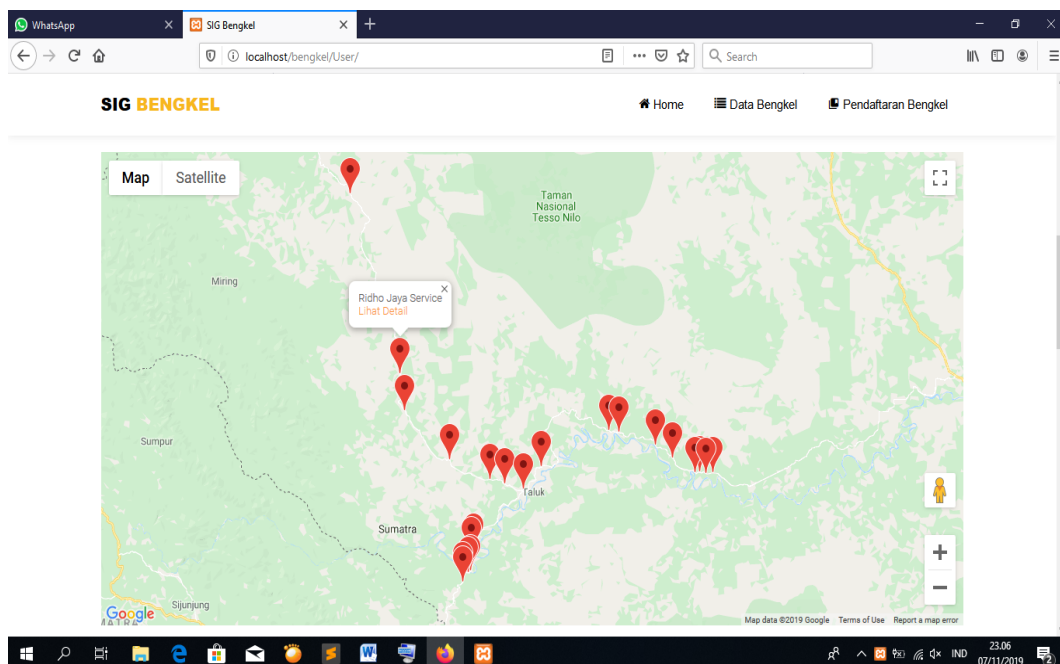 WhatsApp
SIG Bengkel
localhost/bengkel/User/
Search
SIG BENGKEL
Home
Data Bengkel
Pendaftaran Bengkel
Map
Satellite
Taman
Nasional
Tesso Nilo
Miring
Ridho Jaya Service
Lihat Detail
Sumpur
Taluk
Sumatra
Sijunjung
Google
Map data ©2019 Google
Terms of Use
Report a map error
IND
23.06
07/11/2019